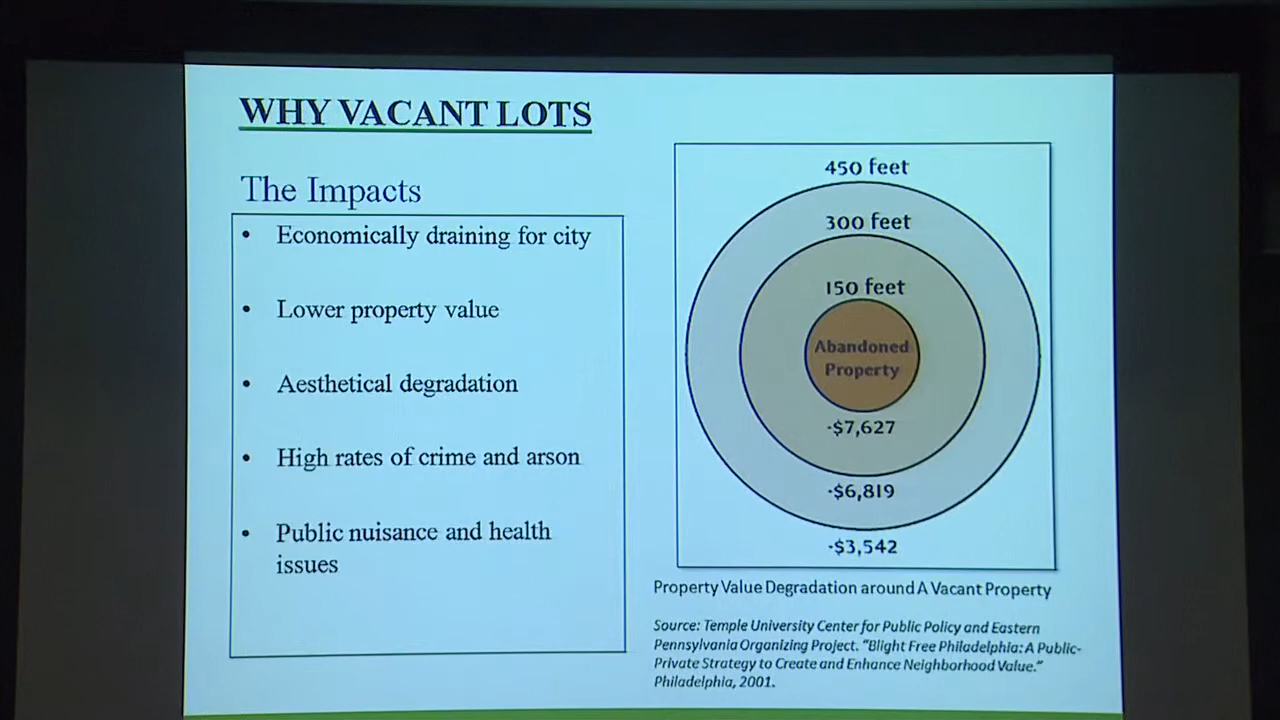 WHY VACANT LOTS
The Impacts
• Economically draining for city
• Lower property value
• Aesthetical degradation
• High rates of crime and arson
• Public nuisance and health
issues
450 feet
300 feet
150 feet
Abandoned
Property
-$7,627
-$6,819
-$3,542
Property Value Degradation around A Vacant Property
Source: Temple University Center for Public Policy and Eastern
Pennsylvania Organizing Project. "Blight Free Philadelphia: A Public-
Private Strategy to Create and Enhance Neighborhood Value."
Philadelphia, 2001.